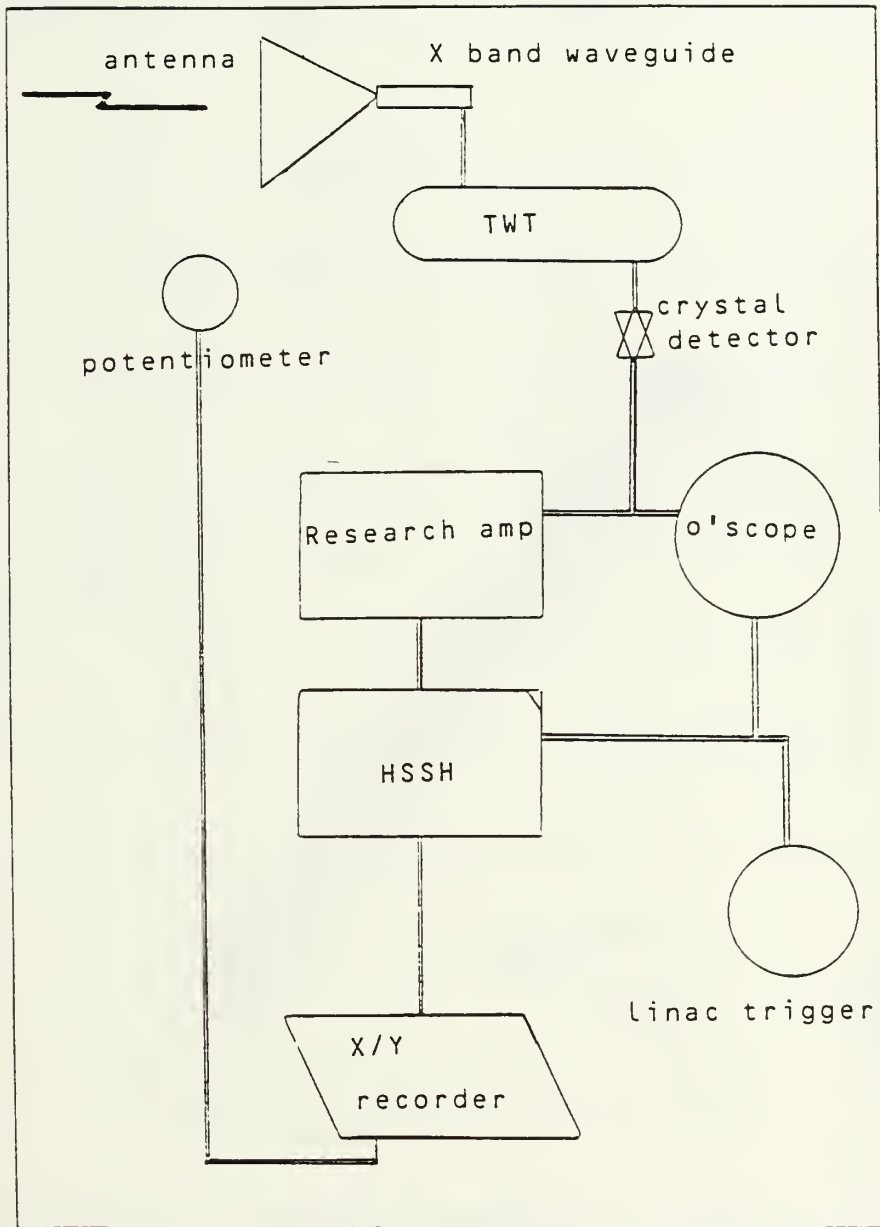 antenna
X band waveguide
TWT
crystal
detector
potentiometer
Research amp
o'scope
HSSH
linac trigger
X/Y
recorder